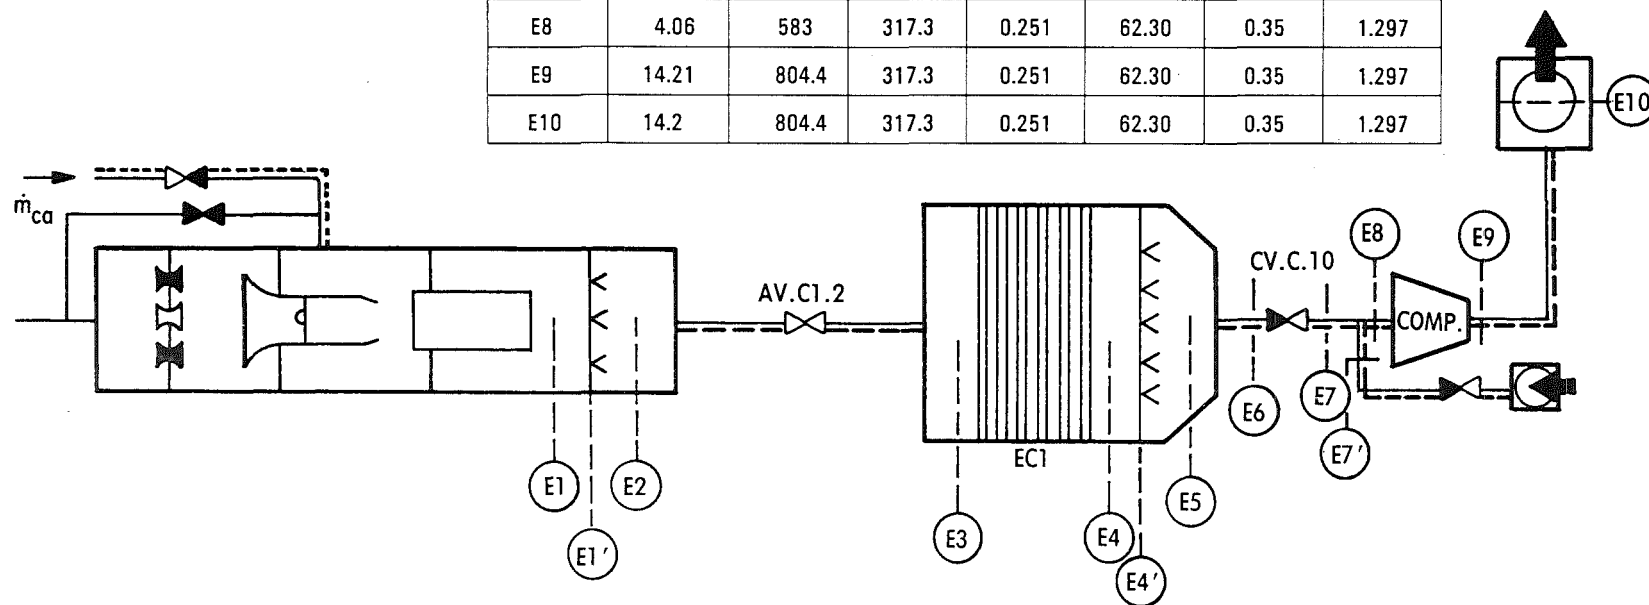 E8 4.06 583 317.3 0.251 62.30 0.35 1.297
E9 14.21 804.4 317.3 0.251 62.30 0.35 1.297
E10 14.2 804.4 317.3 0.251 62.30 0.35 1.297
E10
ṁca
E8
E9
CV.C.10
AV.C1.2
COMP.
E6
E7
E7'
EC1
E1
E2
E5
E3
E4
E1'
E4'